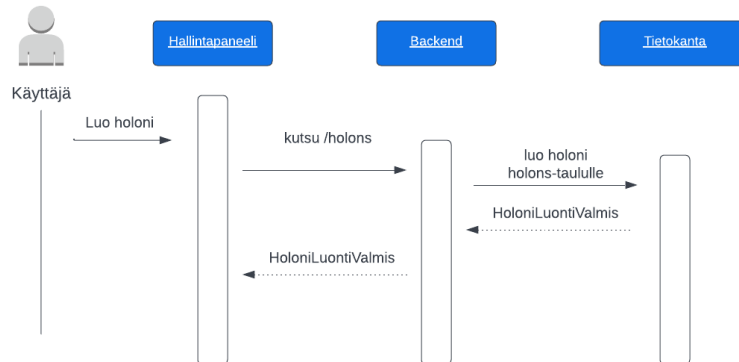 Hallintapaneeli
Backend
Tietokanta
Käyttäjä
Luo holoni
kutsu /holons
luo holoni
holons-taululle
HoloniLuontiValmis
HoloniLuontiValmis